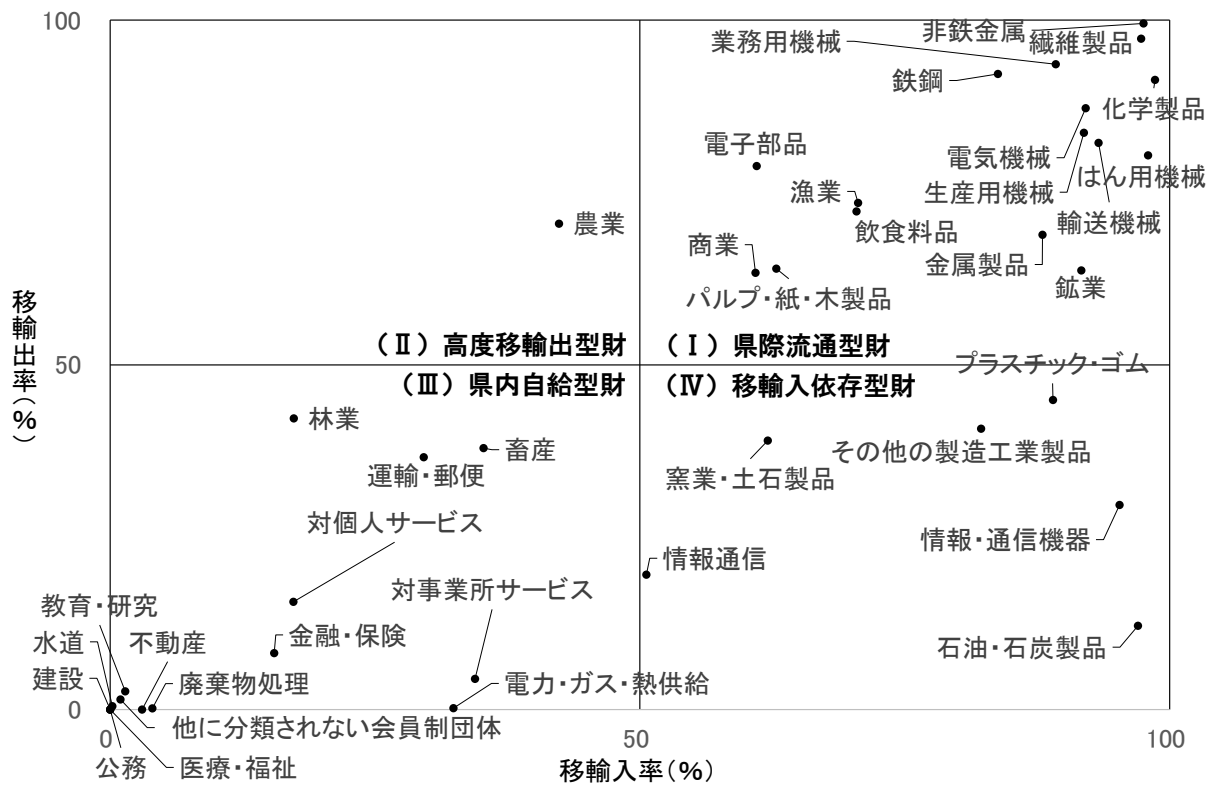 100
非鉄金属
業務用機械
繊維製品
鉄鋼
化学製品
電子部品
電気機械
はん用機械
生産用機械
漁業
輸送機械
農業
飲食料品
商業
金属製品
鉱業
パルプ・紙・木製品
移輸出率(%)
(Ⅱ)高度移輸出型財
(Ⅰ)県際流通型財
50
プラスチック・ゴム
(Ⅲ)県内自給型財
(Ⅳ)移輸入依存型財
林業
畜産
その他の製造工業製品
運輸・郵便
窯業・土石製品
対個人サービス
情報・通信機器
情報通信
対事業所サービス
教育・研究
水道
不動産
金融・保険
石油・石炭製品
建設
廃棄物処理
電力・ガス・熱供給
0
他に分類されない会員制団体
0
50
100
公務
医療・福祉
移輸入率(%)